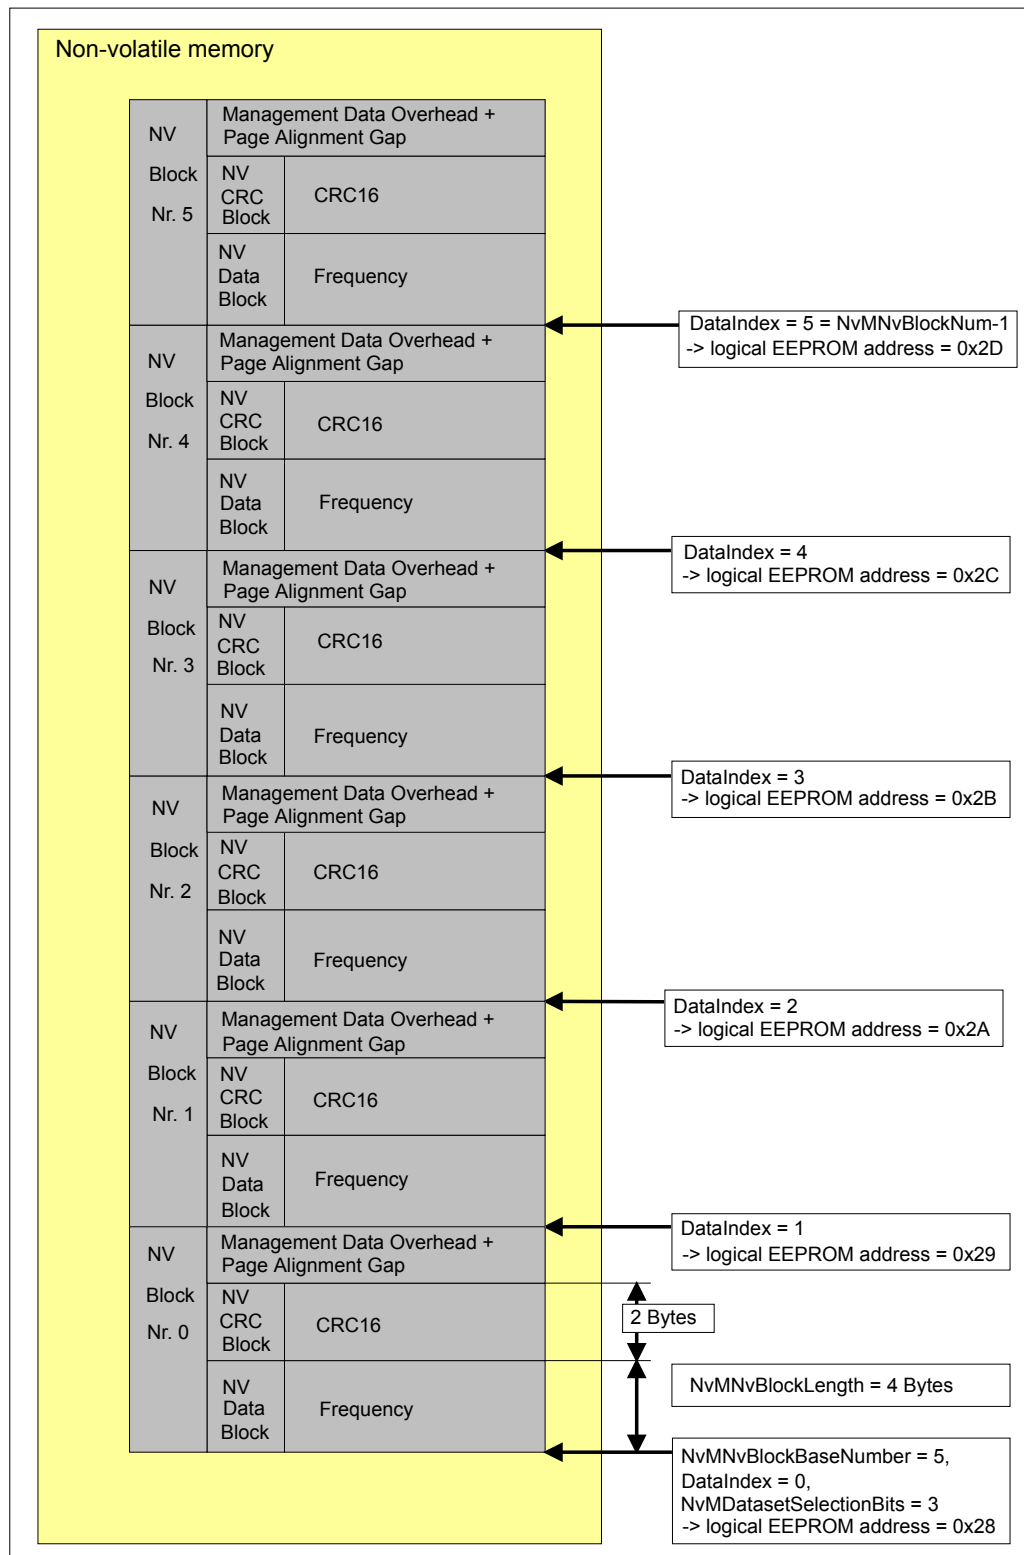 Non-volatile memory
NV
Block
Nr. 5
Management Data Overhead +
Page Alignment Gap
NV
CRC
Block
CRC16
NV
Data
Block
Frequency
DataIndex = 5 = NvMNvBlockNum-1
-> logical EEPROM address = 0x2D
NV
Block
Nr. 4
Management Data Overhead +
Page Alignment Gap
NV
CRC
Block
CRC16
NV
Data
Block
Frequency
DataIndex = 4
-> logical EEPROM address = 0x2C
NV
Block
Nr. 3
Management Data Overhead +
Page Alignment Gap
NV
CRC
Block
CRC16
NV
Data
Block
Frequency
DataIndex = 3
-> logical EEPROM address = 0x2B
NV
Block
Nr. 2
Management Data Overhead +
Page Alignment Gap
NV
CRC
Block
CRC16
NV
Data
Block
Frequency
DataIndex = 2
-> logical EEPROM address = 0x2A
NV
Block
Nr. 1
Management Data Overhead +
Page Alignment Gap
NV
CRC
Block
CRC16
NV
Data
Block
Frequency
DataIndex = 1
-> logical EEPROM address = 0x29
NV
Block
Nr. 0
Management Data Overhead +
Page Alignment Gap
NV
CRC
Block
CRC16
2 Bytes
NV
Data
Block
Frequency
NvMNvBlockLength = 4 Bytes
NvMNvBlockBaseNumber = 5,
DataIndex = 0,
NvMDatasetSelectionBits = 3
-> logical EEPROM address = 0x28